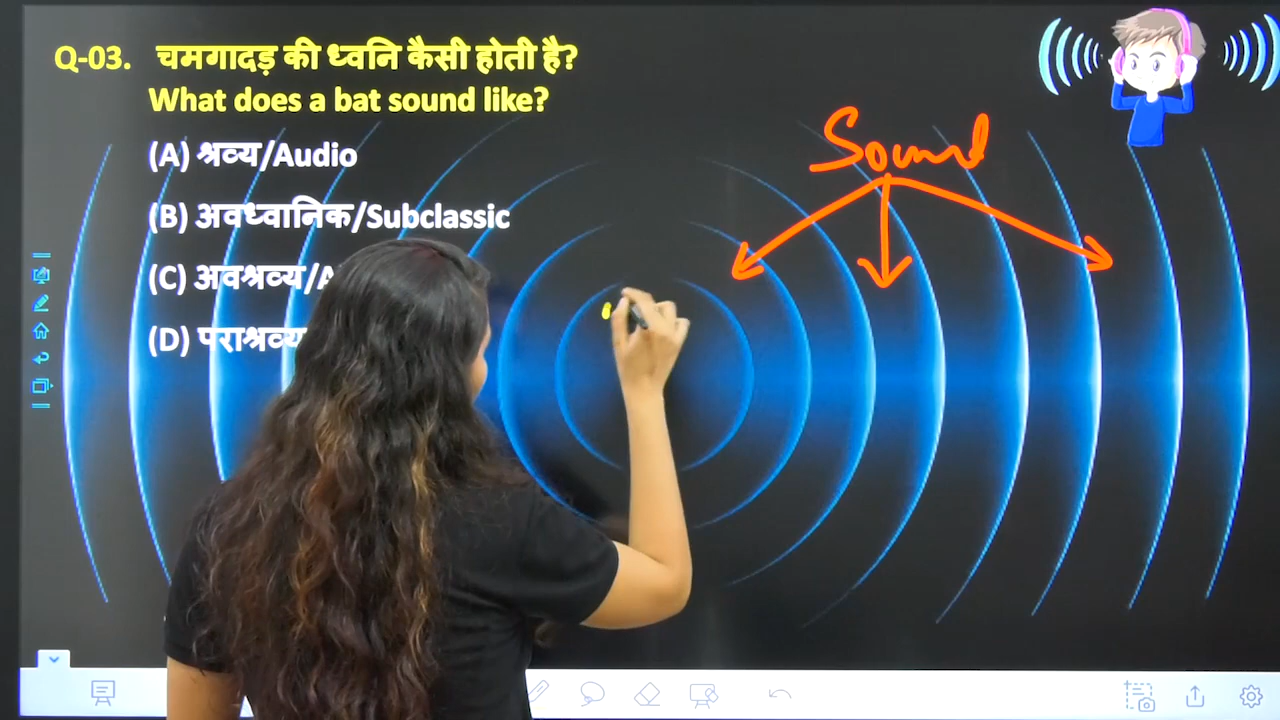 Q-03. चमगादड़ की ध्वनि कैसी होती है?
What does a bat sound like?
(A) श्रव्य/Audio
(B) अवध्वानिक/Subclassic
(C) अवश्रव्य/A
(D) पराश्रव्य
Sound